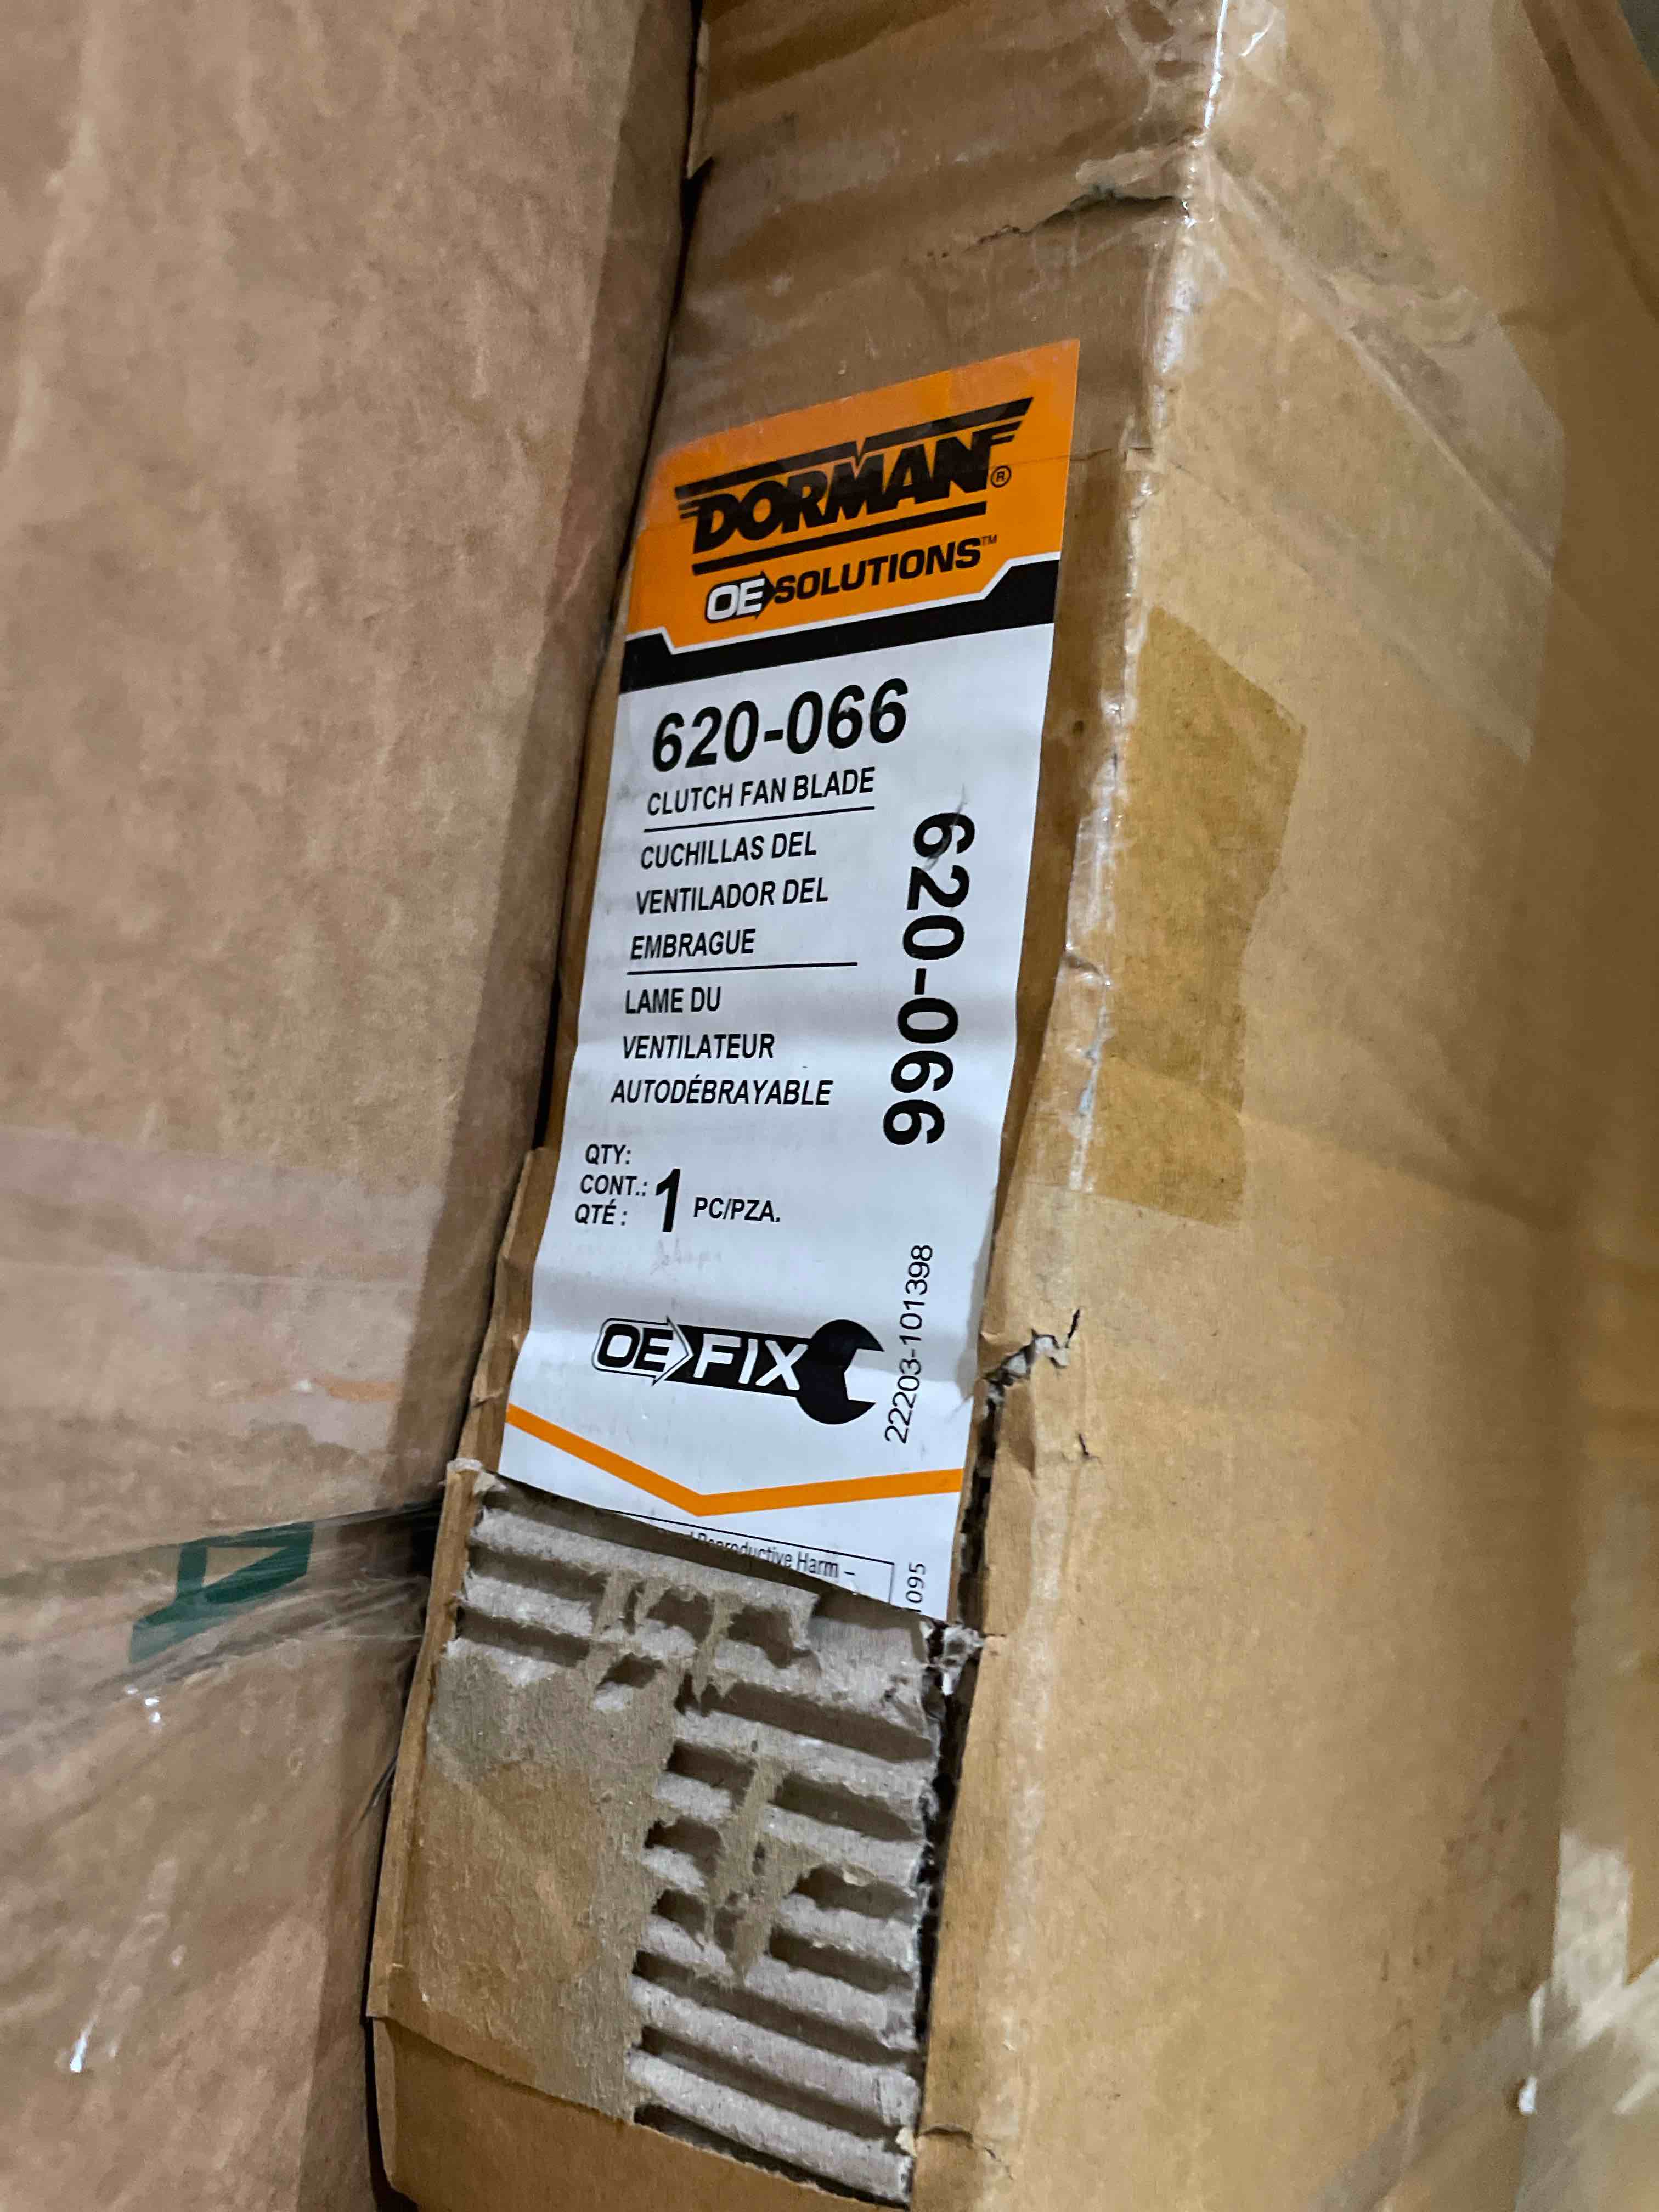 DORMAN®
OE SOLUTIONS™
620-066
CLUTCH FAN BLADE
CUCHILLAS DEL
VENTILADOR DEL
EMBRAGUE
LAME DU
VENTILATEUR
AUTODÉBRAYABLE
620-066
QTY:
CONT.: 1 PC/PZA.
QTÉ :
OE FIX
22203-101398
Reproductive Harm –
1095